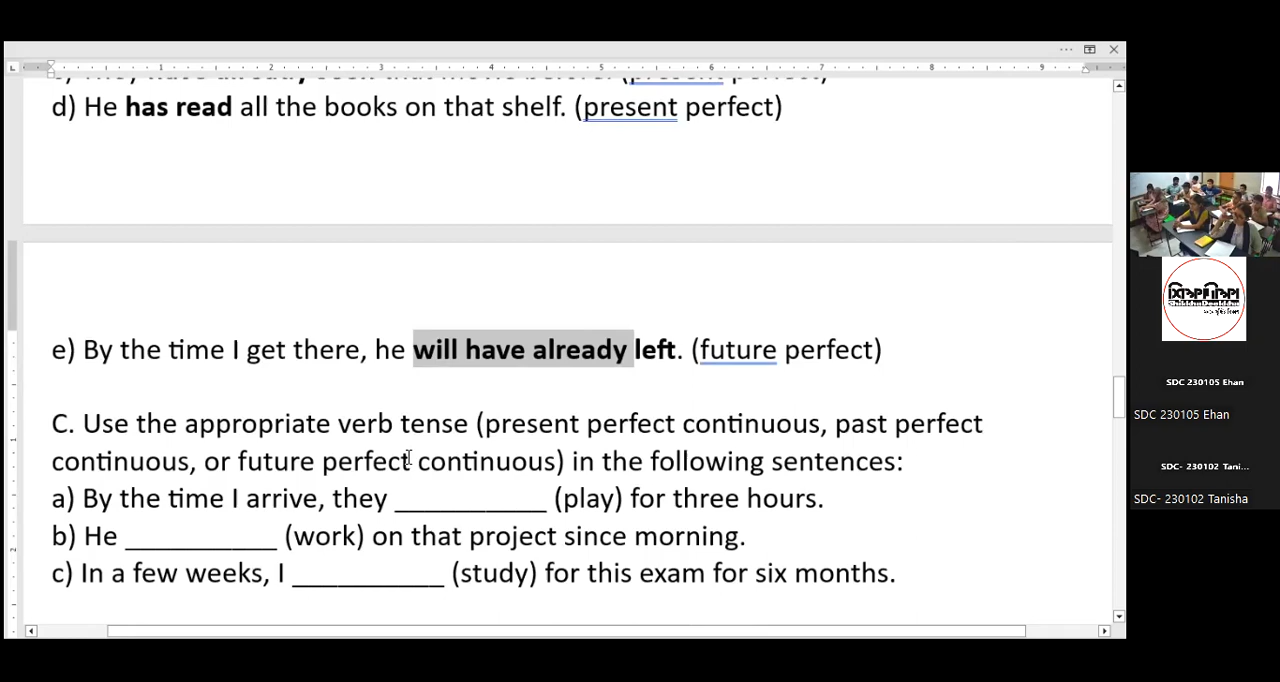 d) He has read all the books on that shelf. (present perfect)
e) By the time I get there, he will have already left. (future perfect)
C. Use the appropriate verb tense (present perfect continuous, past perfect
continuous, or future perfect continuous) in the following sentences:
a) By the time I arrive, they __________ (play) for three hours.
b) He __________ (work) on that project since morning.
c) In a few weeks, I __________ (study) for this exam for six months.
SDC 230105 Ehan
SDC 230105 Ehan
SDC- 230102 Tani...
SDC- 230102 Tanisha